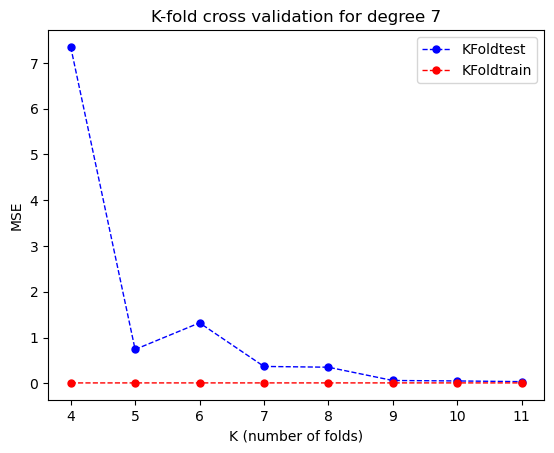 K-fold cross validation for degree 7
KFoldtest
KFoldtrain
7
6
5
4
3
2
1
0
MSE
4 5 6 7 8 9 10 11
K (number of folds)